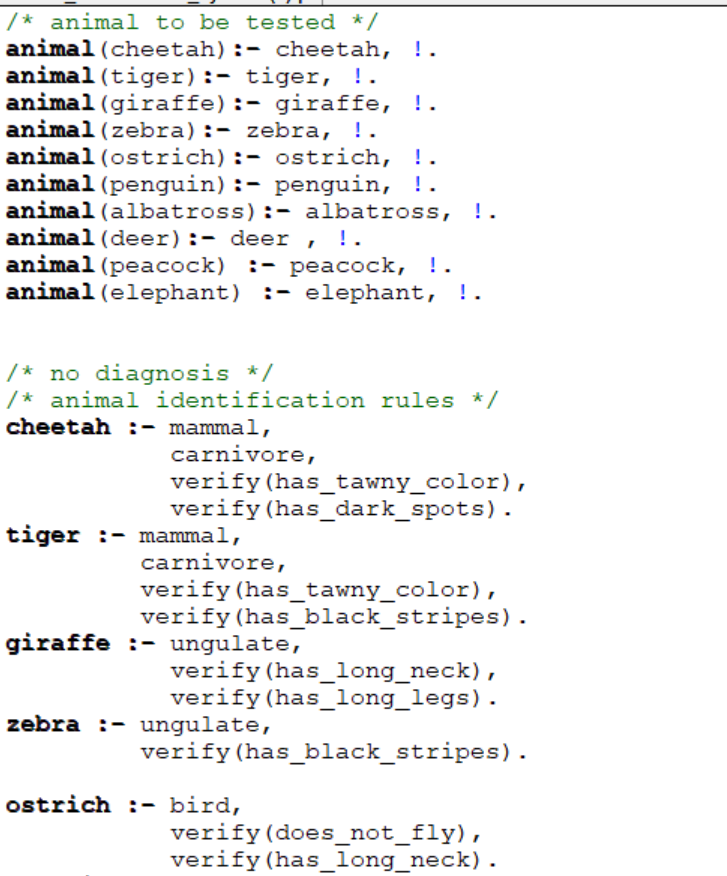 /* animal to be tested */
animal(cheetah):- cheetah, !.
animal(tiger):- tiger, !.
animal(giraffe):- giraffe, !.
animal(zebra):- zebra, !.
animal(ostrich):- ostrich, !.
animal(penguin):- penguin, !.
animal(albatross):- albatross, !.
animal(deer):- deer , !.
animal(peacock) :- peacock, !.
animal(elephant) :- elephant, !.
/* no diagnosis */
/* animal identification rules */
cheetah :- mammal,
carnivore,
verify(has_tawny_color),
verify(has_dark_spots).
tiger :- mammal,
carnivore,
verify(has_tawny_color),
verify(has_black_stripes).
giraffe :- ungulate,
verify(has_long_neck),
verify(has_long_legs).
zebra :- ungulate,
verify(has_black_stripes).
ostrich :- bird,
verify(does_not_fly),
verify(has_long_neck).